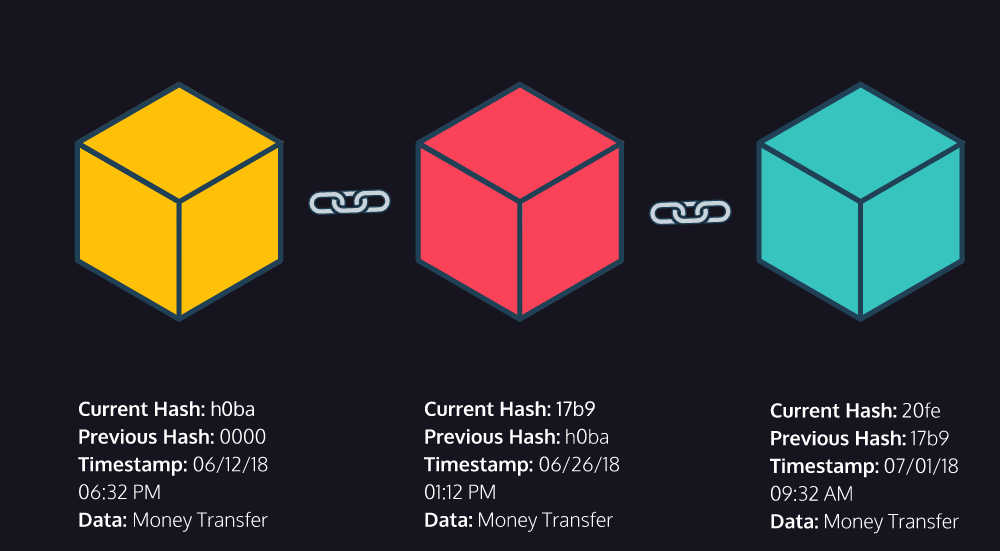 Current Hash: h0ba
Previous Hash: 0000
Timestamp: 06/12/18
06:32 PM
Data: Money Transfer
Current Hash: 17b9
Previous Hash: h0ba
Timestamp: 06/26/18
01:12 PM
Data: Money Transfer
Current Hash: 20fe
Previous Hash: 17b9
Timestamp: 07/01/18
09:32 AM
Data: Money Transfer